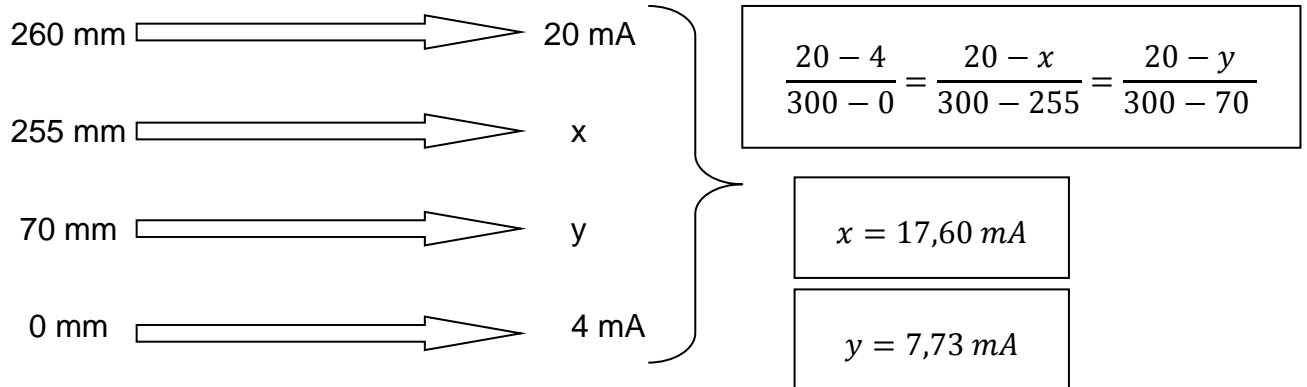 260 mm 20 mA
255 mm x
70 mm y
0 mm 4 mA
20 − 4 / 300 − 0 = 20 − x / 300 − 255 = 20 − y / 300 − 70
x = 17,60 mA
y = 7,73 mA